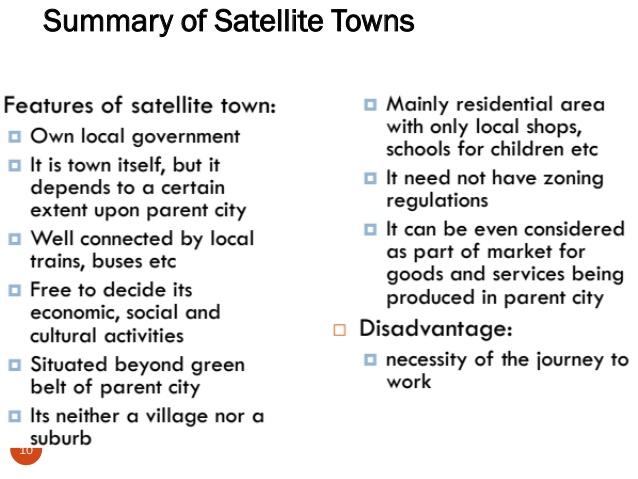 Summary of Satellite Towns
Features of satellite town:
Own local government
It is town itself, but it
depends to a certain
extent upon parent city
Well connected by local
trains, buses etc
Free to decide its
economic, social and
cultural activities
Situated beyond green
belt of parent city
Its neither a village nor a
suburb
10
Mainly residential area
with only local shops,
schools for children etc
It need not have zoning
regulations
It can be even considered
as part of market for
goods and services being
produced in parent city
Disadvantage:
necessity of the journey to
work